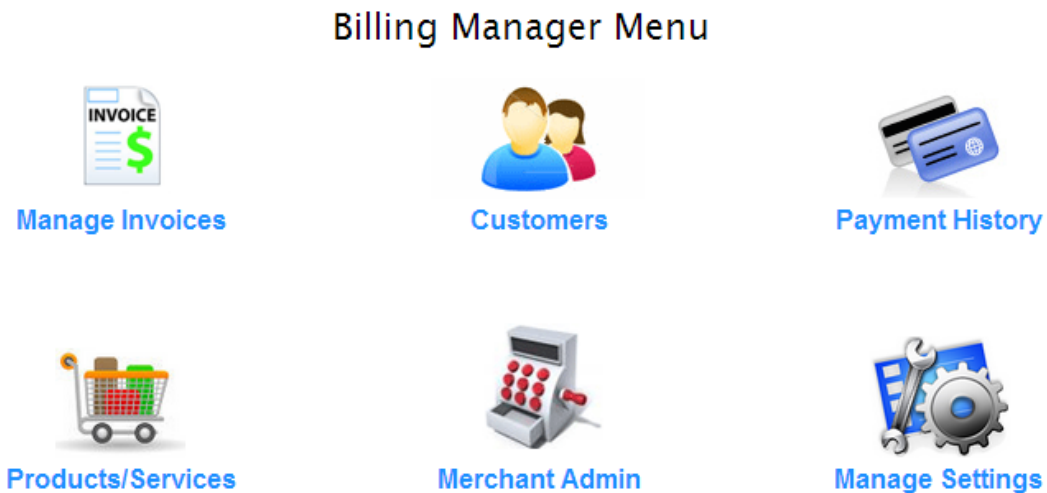 Billing Manager Menu
INVOICE
$
Manage Invoices
Customers
Payment History
Products/Services
Merchant Admin
Manage Settings